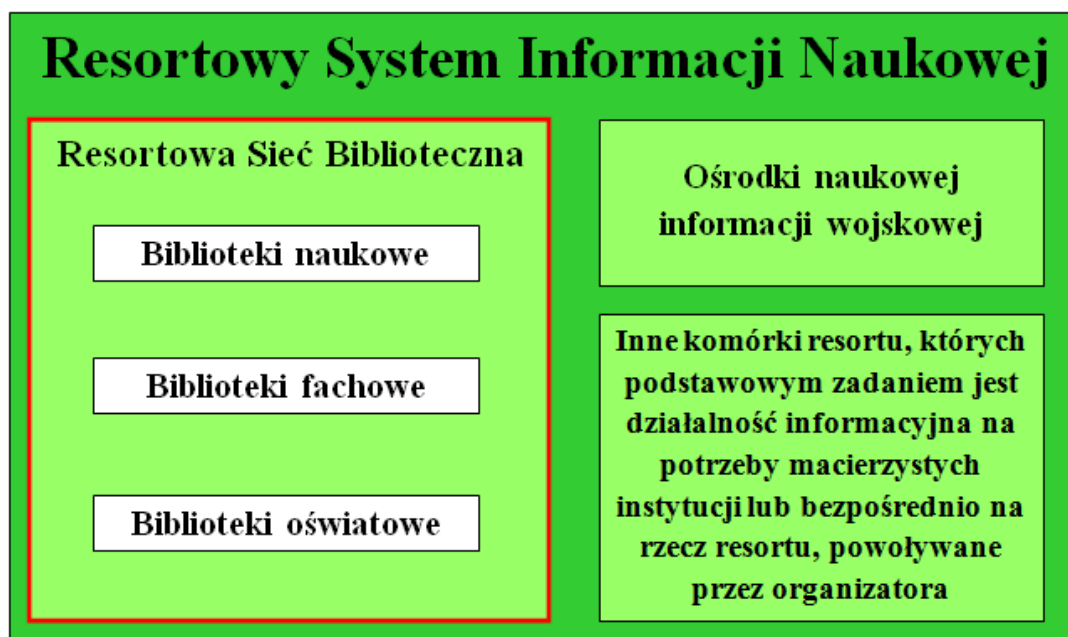 Resortowy System Informacji Naukowej
Resortowa Sieć Biblioteczna
Biblioteki naukowe
Biblioteki fachowe
Biblioteki oświatowe
Ośrodki naukowej
informacji wojskowej
Inne komórki resortu, których
podstawowym zadaniem jest
działalność informacyjna na
potrzeby macierzystych
instytucji lub bezpośrednio na
rzecz resortu, powoływane
przez organizatora